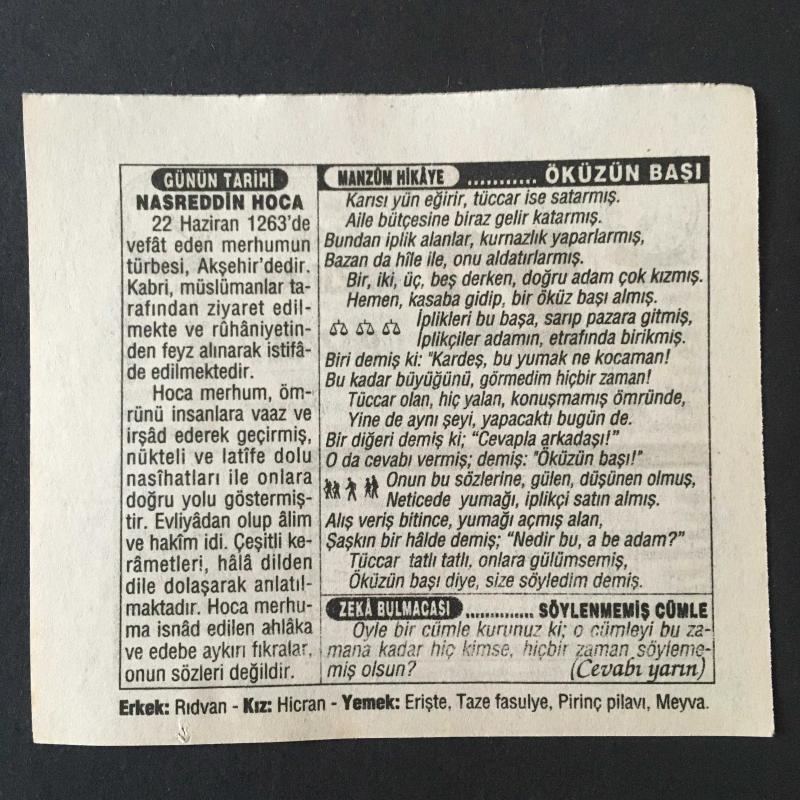 GÜNÜN TARİHİ
NASREDDİN HOCA
22 Haziran 1263'de
vefât eden merhumun
türbesi, Akşehir'dedir.
Kabri, müslümanlar ta-
rafından ziyaret edil-
mekte ve rûhâniyetin-
den feyz alınarak istifâ-
de edilmektedir.
Hoca merhum, öm-
rünü insanlara vaaz ve
irşâd ederek geçirmiş,
nükteli ve latîfe dolu
nasîhatları ile onlara
doğru yolu göstermiş-
tir. Evliyâdan olup âlim
ve hakîm idi. Çeşitli ke-
râmetleri, hâlâ dilden
dile dolaşarak anlatıl-
maktadır. Hoca merhu-
ma isnâd edilen ahlâka
ve edebe aykırı fıkralar,
onun sözleri değildir.
MANZÛM HİKÂYE ........... ÖKÜZÜN BAŞI
Karısı yün eğirir, tüccar ise satarmış.
Aile bütçesine biraz gelir katarmış.
Bundan iplik alanlar, kurnazlık yaparlarmış,
Bazan da hîle ile, onu aldatırlarmış.
Bir, iki, üç, beş derken, doğru adam çok kızmış.
Hemen, kasaba gidip, bir öküz başı almış.
İplikleri bu başa, sarıp pazara gitmiş,
İplikçiler adamın, etrafında birikmiş.
Biri demiş ki: "Kardeş, bu yumak ne kocaman!
Bu kadar büyüğünü, görmedim hiçbir zaman!
Tüccar olan, hiç yalan, konuşmamış ömründe,
Yine de aynı şeyi, yapacaktı bugün de.
Bir diğeri demiş ki; "Cevapla arkadaşı!"
O da cevabı vermiş; demiş: "Öküzün başı!"
Onun bu sözlerine, gülen, düşünen olmuş,
Neticede yumağı, iplikçi satın almış.
Alış veriş bitince, yumağı açmış alan,
Şaşkın bir hâlde demiş; "Nedir bu, a be adam?"
Tüccar tatlı tatlı, onlara gülümsemiş,
Öküzün başı diye, size söyledim demiş.
ZEKÂ BULMACASI ............. SÖYLENMEMİŞ CÜMLE
Öyle bir cümle kurunuz ki; o cümleyi bu za-
mana kadar hiç kimse, hiçbir zaman söyleme-
miş olsun? (Cevabı yarın)
Erkek: Rıdvan - Kız: Hicran - Yemek: Erişte, Taze fasulye, Pirinç pilavı, Meyva.